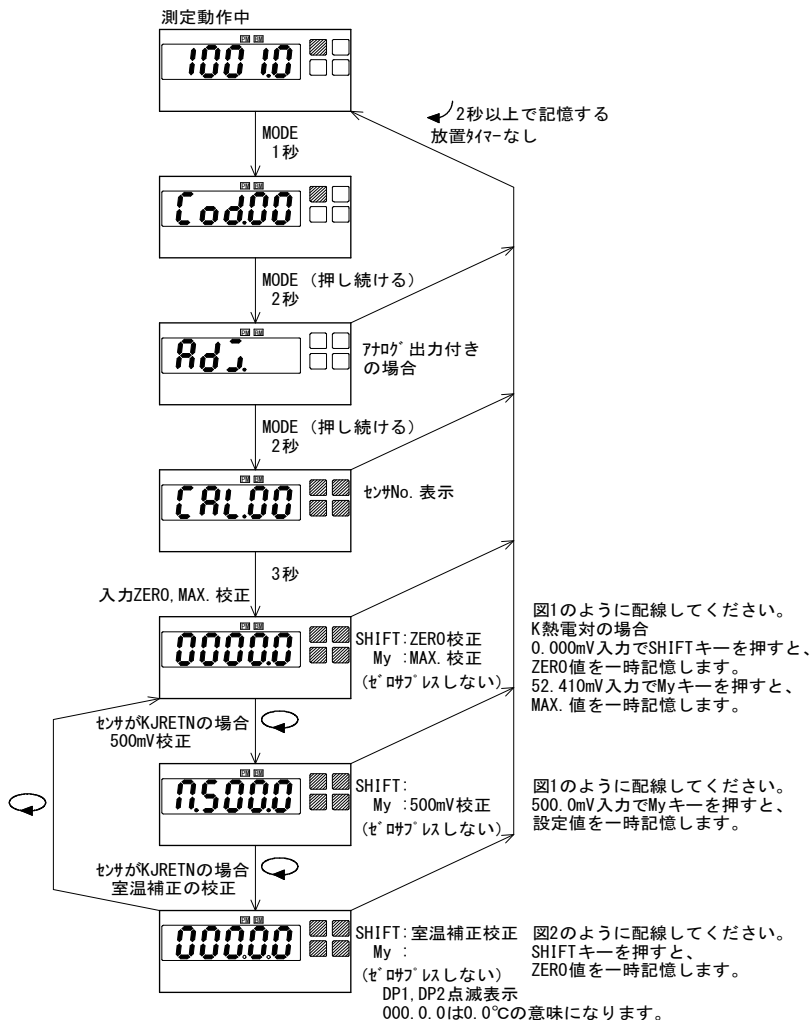 測定動作中
PM BM
1001.0
2秒以上で記憶する
放置ﾀｲﾏｰなし
MODE
1秒
Cod.00
MODE (押し続ける)
2秒
AdJ.
ｱﾅﾛｸﾞ出力付き
の場合
MODE (押し続ける)
2秒
CAL.00
ｾﾝｻNo. 表示
3秒
入力ZERO, MAX. 校正
0000.0
SHIFT:ZERO校正
My :MAX. 校正
(ｾﾞﾛｻﾌﾟﾚｽしない)
図1のように配線してください。
K熱電対の場合
0.000mV入力でSHIFTキーを押すと、
ZERO値を一時記憶します。
52.410mV入力でMyキーを押すと、
MAX. 値を一時記憶します。
ｾﾝｻがKJRETNの場合
500mV校正
n.500.0
SHIFT:
My :500mV校正
(ｾﾞﾛｻﾌﾟﾚｽしない)
図1のように配線してください。
500.0mV入力でMyキーを押すと、
設定値を一時記憶します。
ｾﾝｻがKJRETNの場合
室温補正の校正
000.0.0
SHIFT:室温補正校正
My :
(ｾﾞﾛｻﾌﾟﾚｽしない)
DP1, DP2点滅表示
000.0.0は0.0℃の意味になります。
図2のように配線してください。
SHIFTキーを押すと、
ZERO値を一時記憶します。